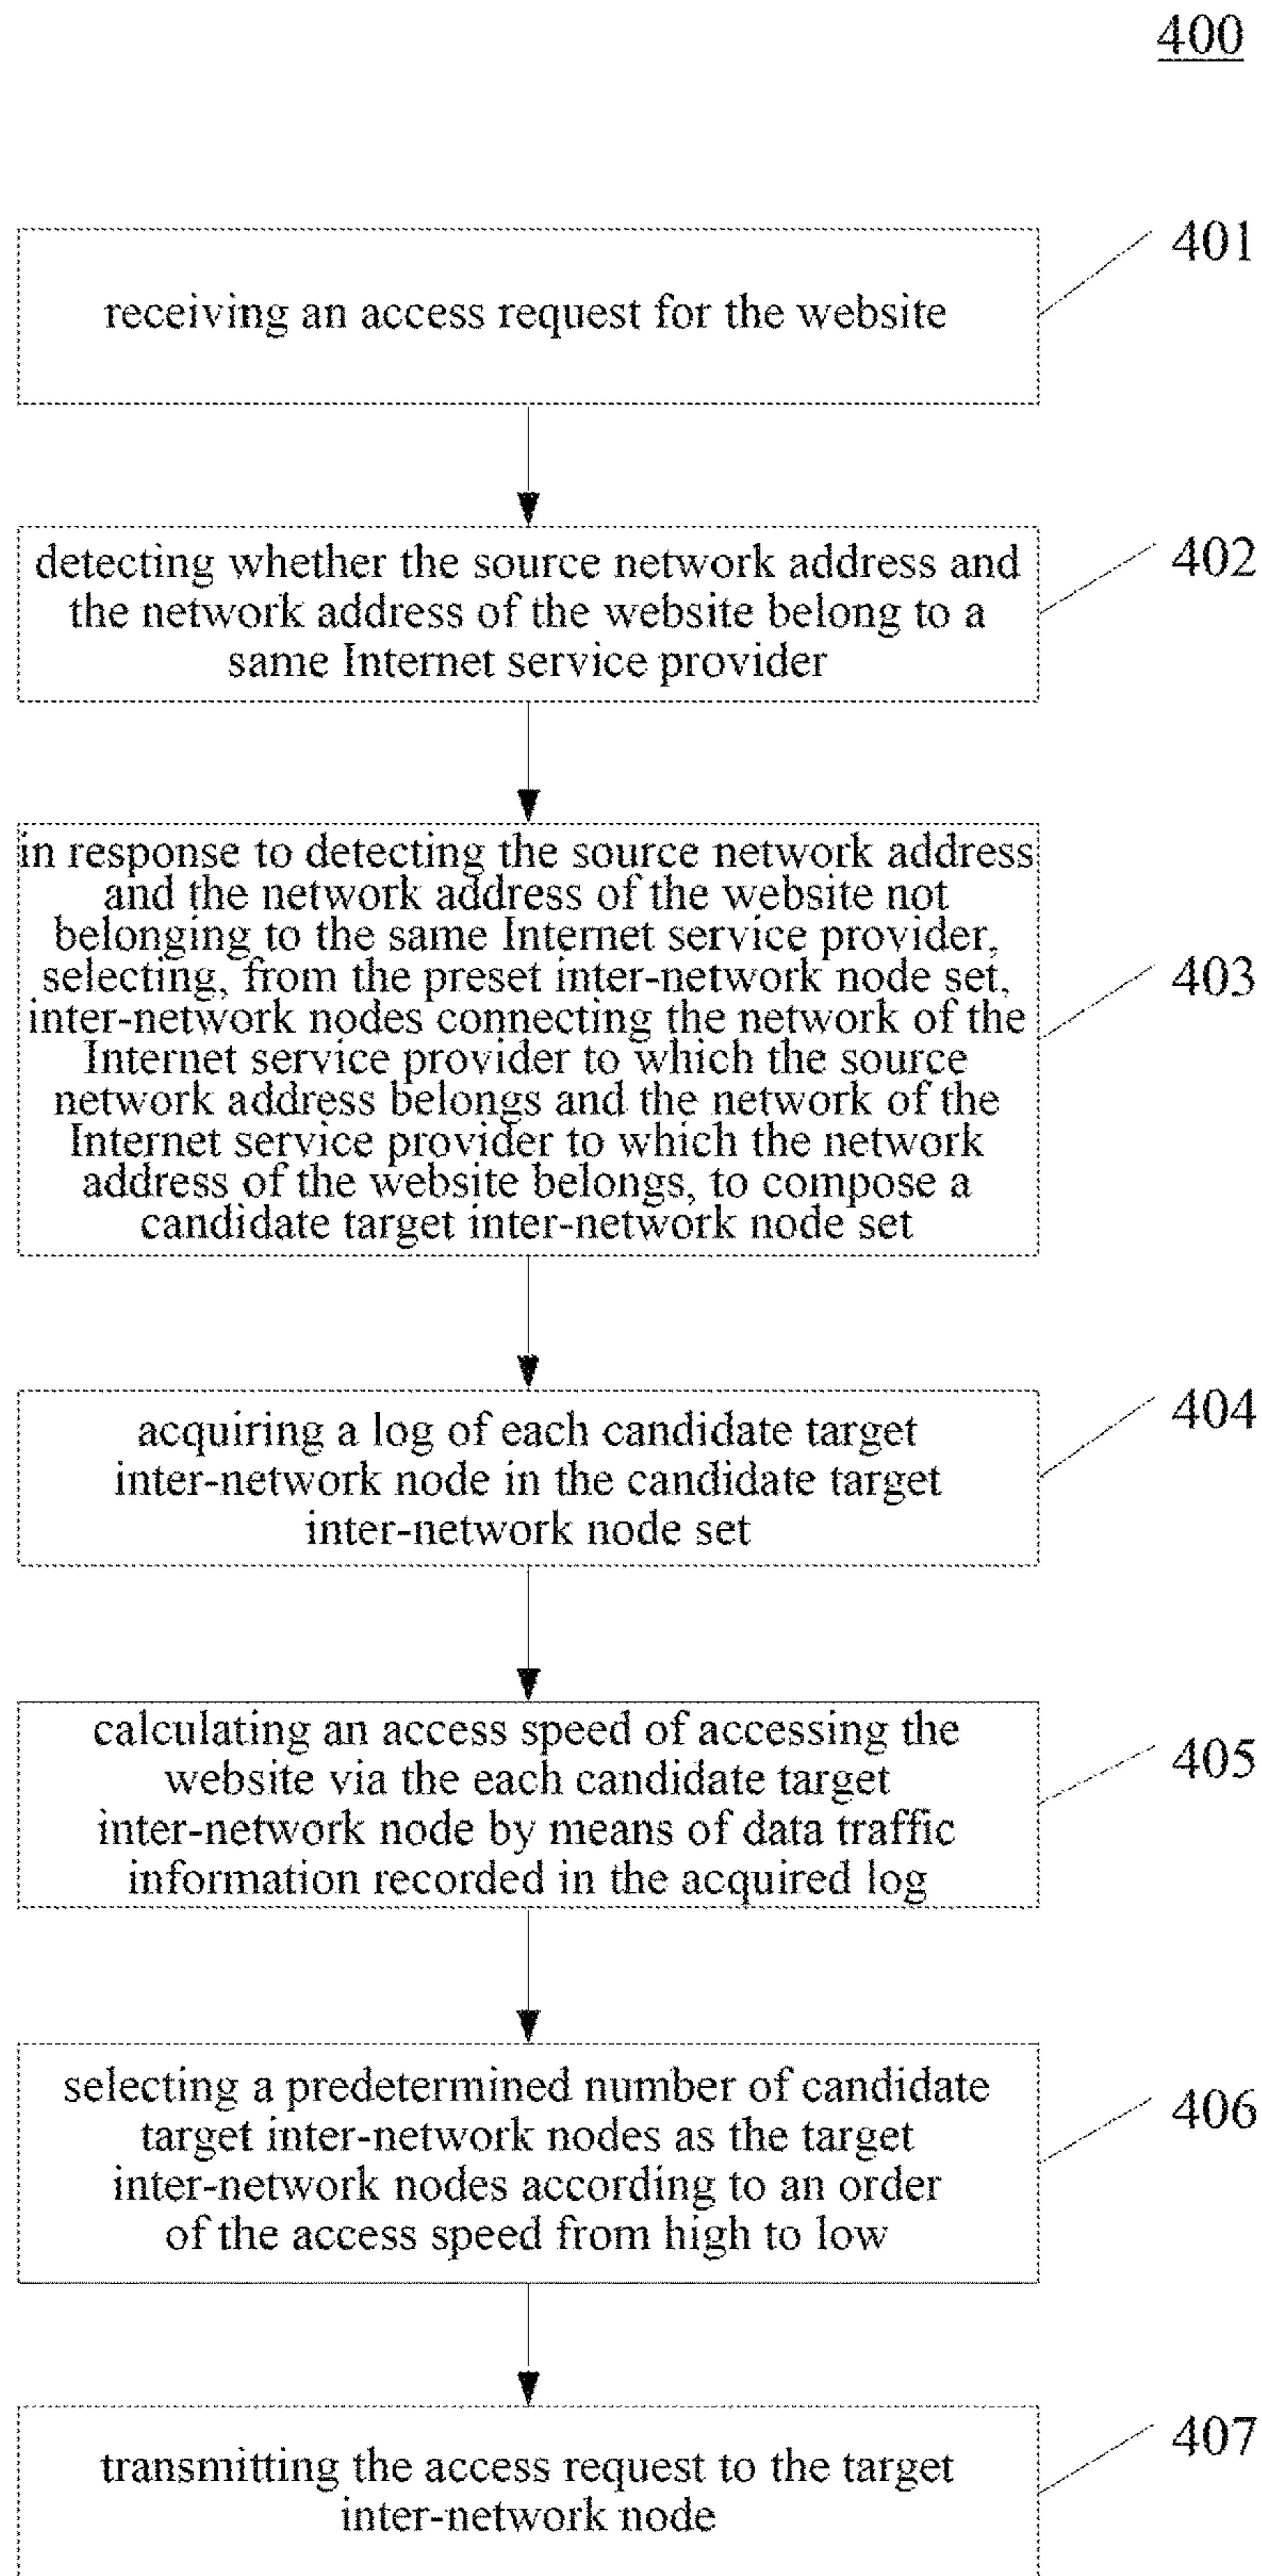 400
receiving an access request for the website
401
detecting whether the source network address and
the network address of the website belong to a
same Internet service provider
402
in response to detecting the source network address
and the network address of the website not
belonging to the same Internet service provider,
selecting, from the preset inter-network node set,
inter-network nodes connecting the network of the
Internet service provider to which the source
network address belongs and the network of the
Internet service provider to which the network
address of the website belongs, to compose a
candidate target inter-network node set
403
acquiring a log of each candidate target
inter-network node in the candidate target
inter-network node set
404
calculating an access speed of accessing the
website via the each candidate target
inter-network node by means of data traffic
information recorded in the acquired log
405
selecting a predetermined number of candidate
target inter-network nodes as the target
inter-network nodes according to an order
of the access speed from high to low
406
transmitting the access request to the target
inter-network node
407